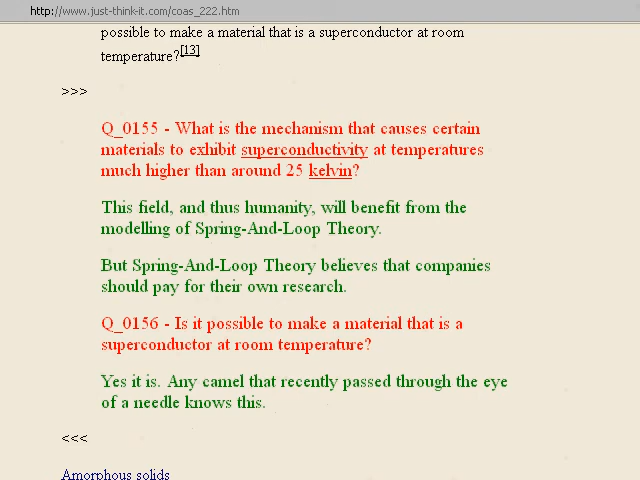 http://www.just-think-it.com/coas_222.htm
possible to make a material that is a superconductor at room
temperature?[13]
>>>
Q_0155 - What is the mechanism that causes certain
materials to exhibit superconductivity at temperatures
much higher than around 25 kelvin?
This field, and thus humanity, will benefit from the
modelling of Spring-And-Loop Theory.
But Spring-And-Loop Theory believes that companies
should pay for their own research.
Q_0156 - Is it possible to make a material that is a
superconductor at room temperature?
Yes it is. Any camel that recently passed through the eye
of a needle knows this.
<<<
Amorphous solids